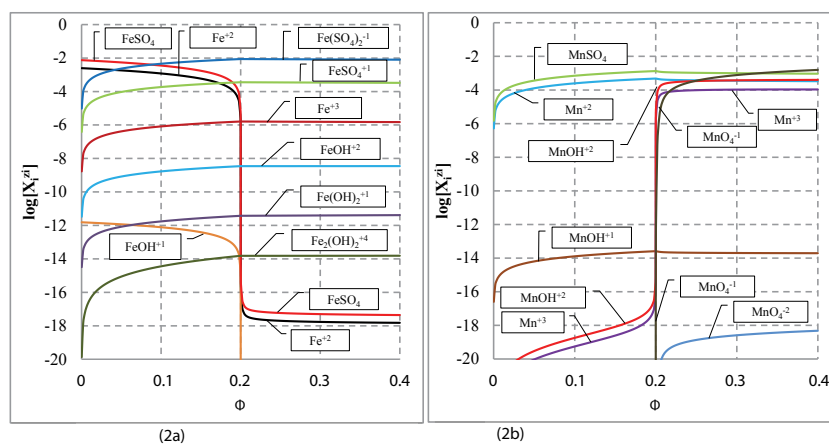 0
-2
-4
-6
-8
-10
-12
-14
-16
-18
-20
log[Xᵢᶻⁱ]
FeSO₄
Fe⁺²
Fe(SO₄)₂⁻¹
FeSO₄⁺¹
Fe⁺³
FeOH⁺²
Fe(OH)₂⁺¹
FeOH⁺¹
Fe₂(OH)₂⁺⁴
FeSO₄
Fe⁺²
0 0.1 0.2 0.3 0.4
Φ
(2a)
0
-2
-4
-6
-8
-10
-12
-14
-16
-18
-20
log[Xᵢᶻⁱ]
MnSO₄
Mn⁺²
MnOH⁺²
MnO₄⁻¹
Mn⁺³
MnOH⁺¹
MnOH⁺²
Mn⁺³
MnO₄⁻¹
MnO₄⁻²
0 0.1 0.2 0.3 0.4
Φ
(2b)